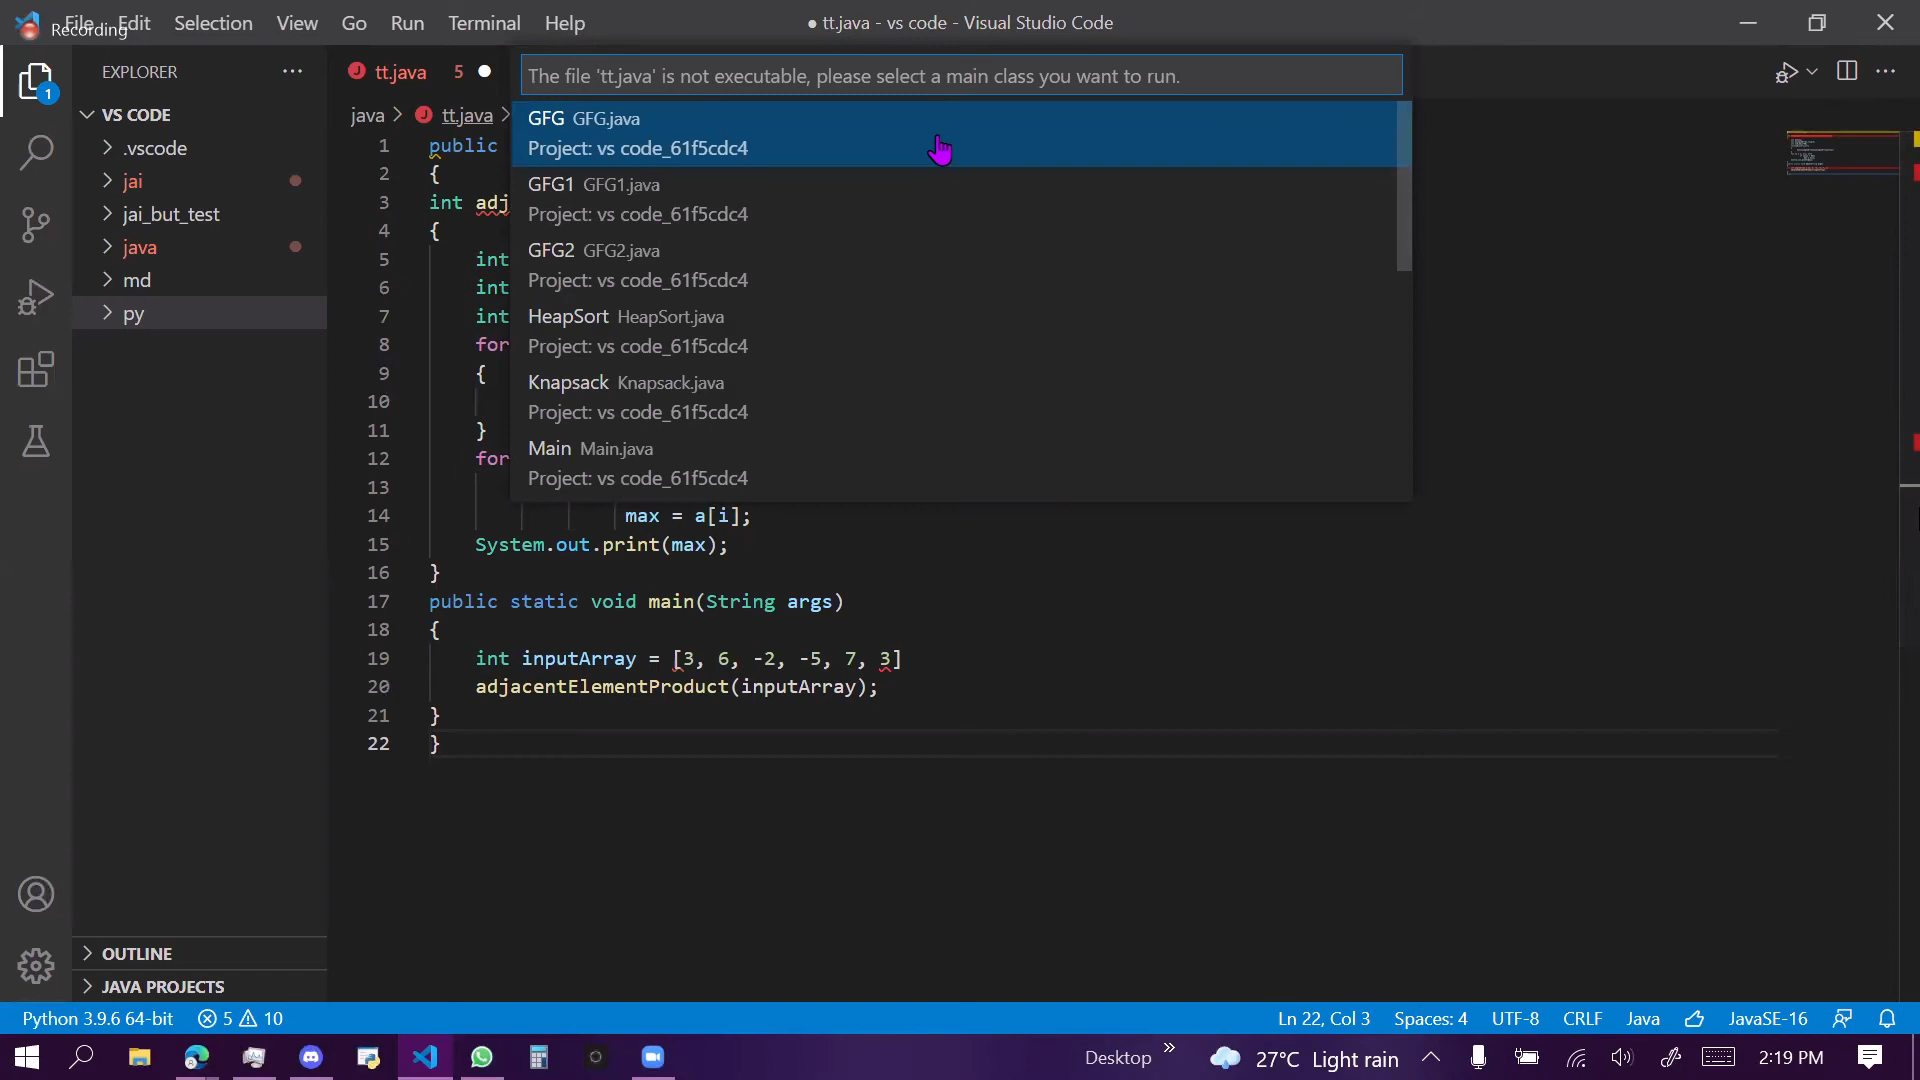 Recording
File Edit Selection View Go Run Terminal Help
● tt.java - vs code - Visual Studio Code
1
EXPLORER
VS CODE
.vscode
jai
jai_but_test
java
md
py
OUTLINE
JAVA PROJECTS
J tt.java 5
java > J tt.java >
The file 'tt.java' is not executable, please select a main class you want to run.
GFG GFG.java
Project: vs code_61f5cdc4
GFG1 GFG1.java
Project: vs code_61f5cdc4
GFG2 GFG2.java
Project: vs code_61f5cdc4
HeapSort HeapSort.java
Project: vs code_61f5cdc4
Knapsack Knapsack.java
Project: vs code_61f5cdc4
Main Main.java
Project: vs code_61f5cdc4
1 public
2 {
3 int adj
4 {
5 int
6 int
7 int
8 for
9 {
10
11 }
12 for
13
14 max = a[i];
15 System.out.print(max);
16 }
17 public static void main(String args)
18 {
19 int inputArray = [3, 6, -2, -5, 7, 3]
20 adjacentElementProduct(inputArray);
21 }
22 }
Python 3.9.6 64-bit 5 10
Ln 22, Col 3 Spaces: 4 UTF-8 CRLF Java JavaSE-16
Desktop » 27°C Light rain 2:19 PM